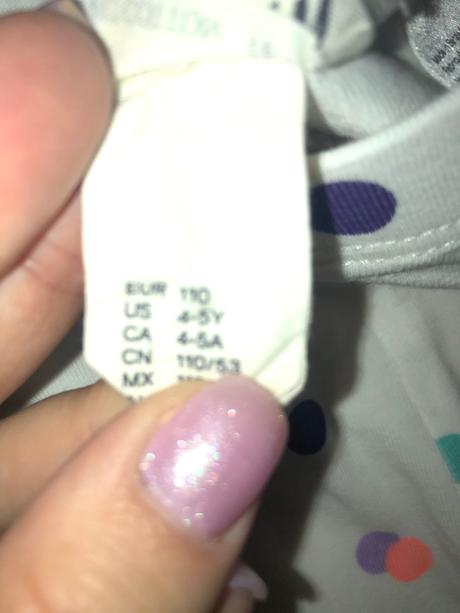 EUR 110
US 4-5Y
CA 4-5A
CN 110/53
MX